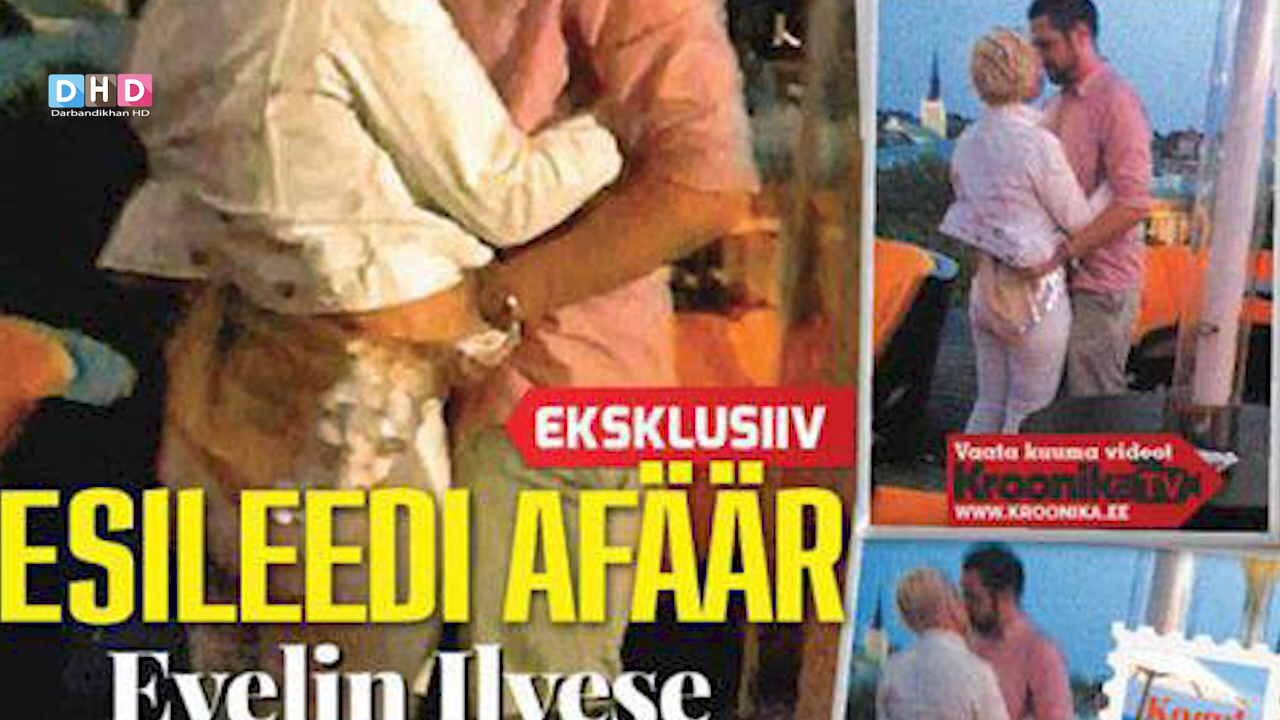 DHD
Darbandikhan HD
EKSKLUSIIV
ESILEEDI AFÄÄR
Evelin Ilvese
Vaata kuuma videot
KroonikaTV
WWW.KROONIKA.EE